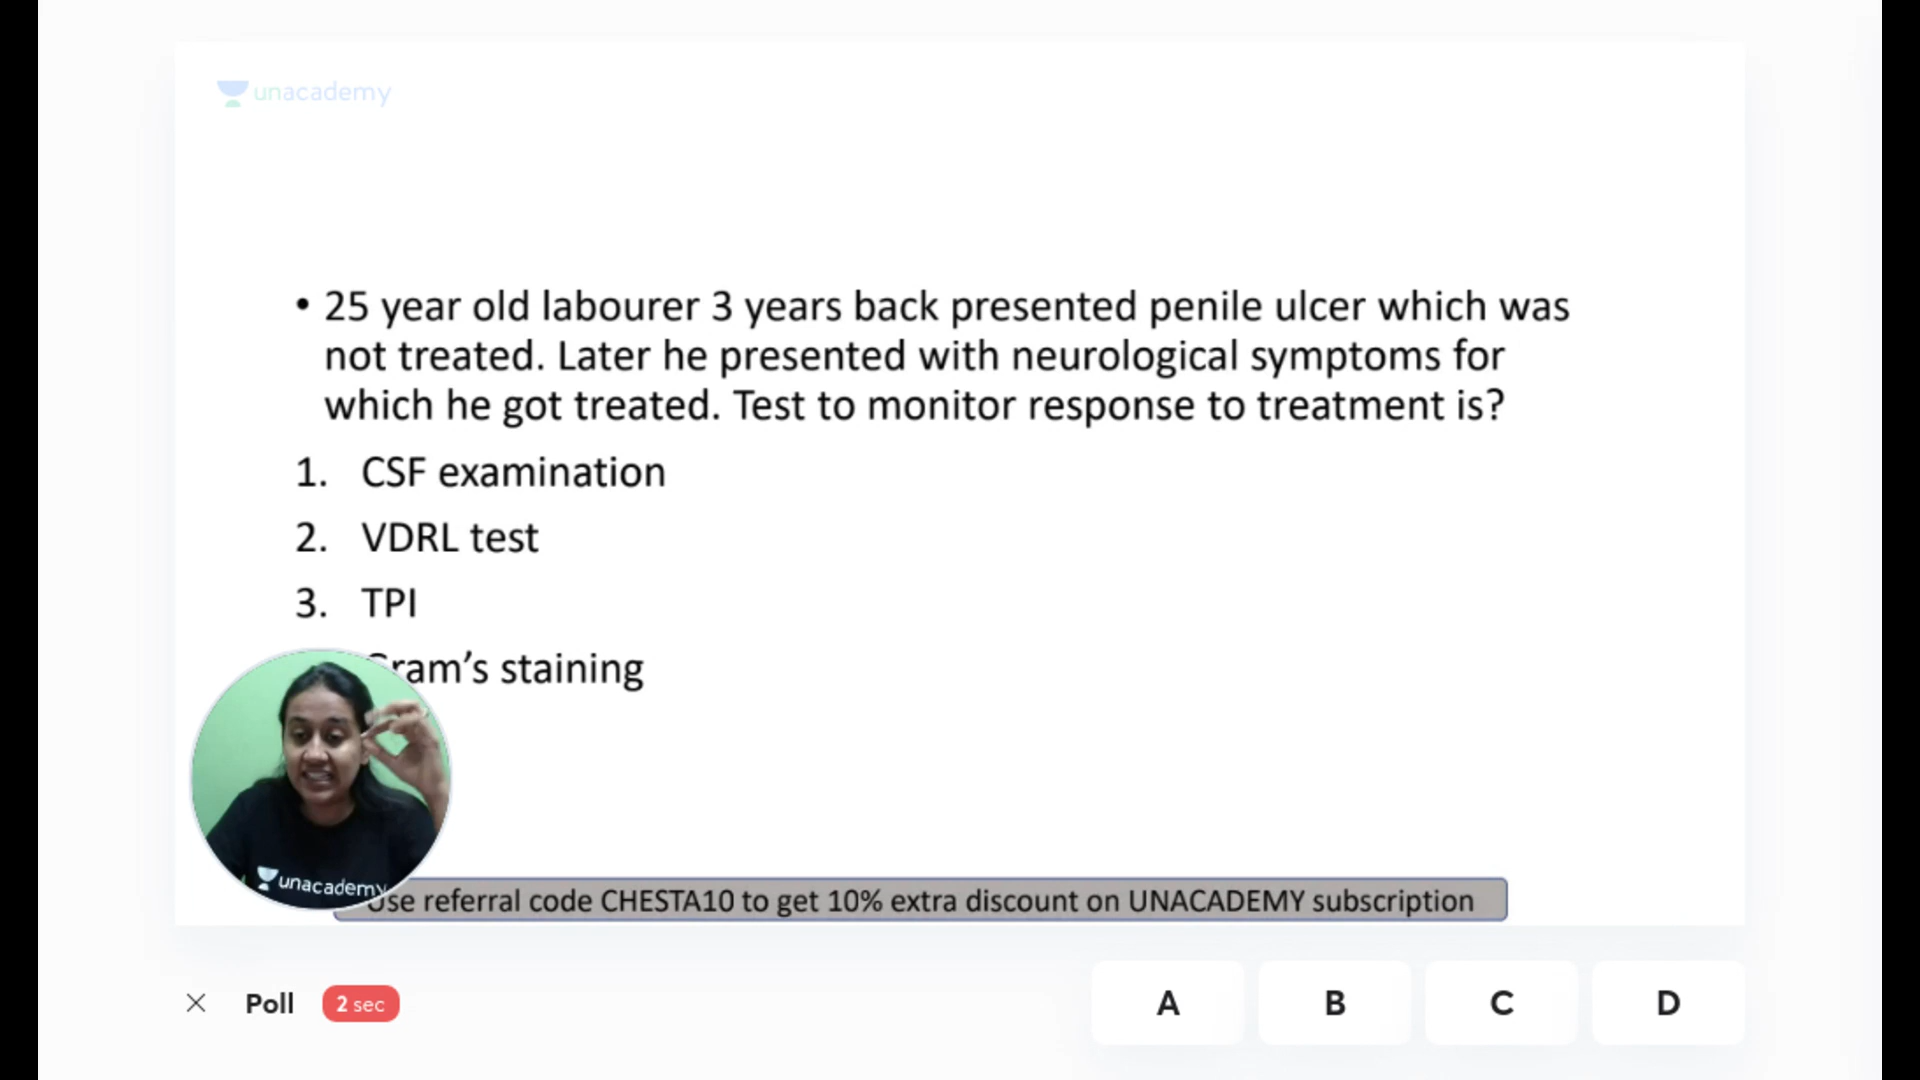 unacademy
• 25 year old labourer 3 years back presented penile ulcer which was
not treated. Later he presented with neurological symptoms for
which he got treated. Test to monitor response to treatment is?
1. CSF examination
2. VDRL test
3. TPI
Gram’s staining
unacademy
Use referral code CHESTA10 to get 10% extra discount on UNACADEMY subscription
× Poll 2 sec A B C D